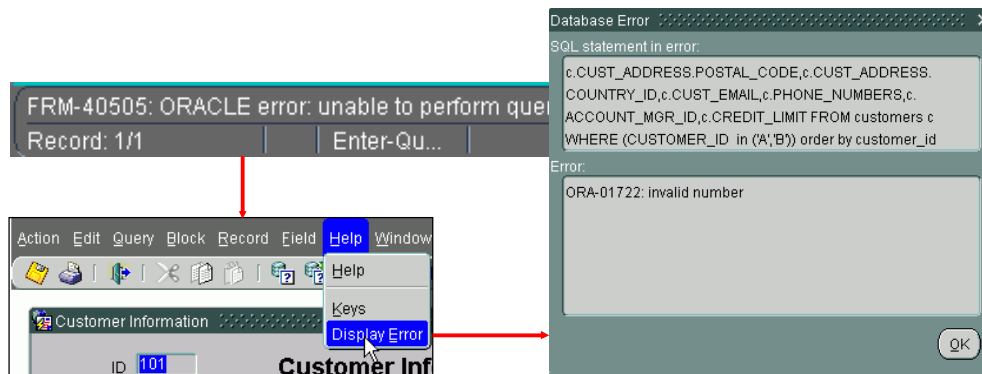 FRM-40505: ORACLE error: unable to perform quer
Record: 1/1 Enter-Qu...
Action Edit Query Block Record Field Help Window
Help
Keys
Display Error
Customer Information
ID 101 Customer Inf
Database Error
SQL statement in error:
c.CUST_ADDRESS.POSTAL_CODE,c.CUST_ADDRESS.
COUNTRY_ID,c.CUST_EMAIL,c.PHONE_NUMBERS,c.
ACCOUNT_MGR_ID,c.CREDIT_LIMIT FROM customers c
WHERE (CUSTOMER_ID in ('A','B')) order by customer_id
Error:
ORA-01722: invalid number
OK